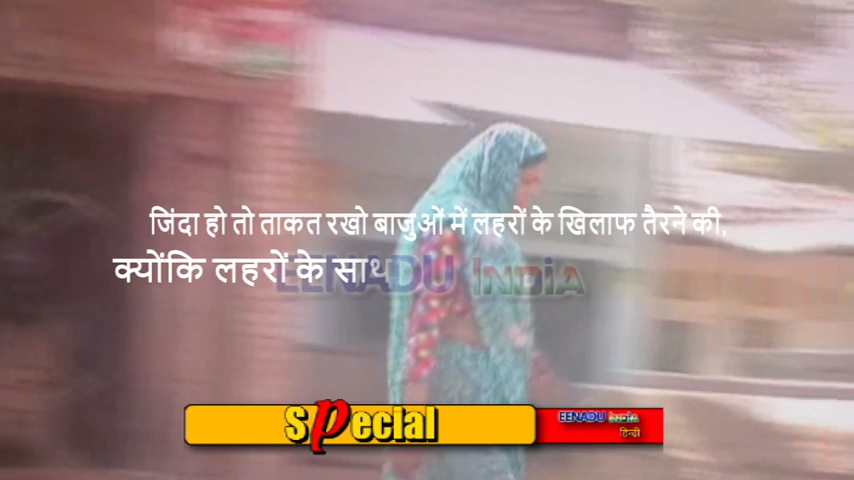 जिंदा हो तो ताकत रखो बाजुओं में लहरों के खिलाफ तैरने की,
क्योंकि लहरों के साथ
EENADU INDIA
Special
EENADU INDIA
हिन्दी